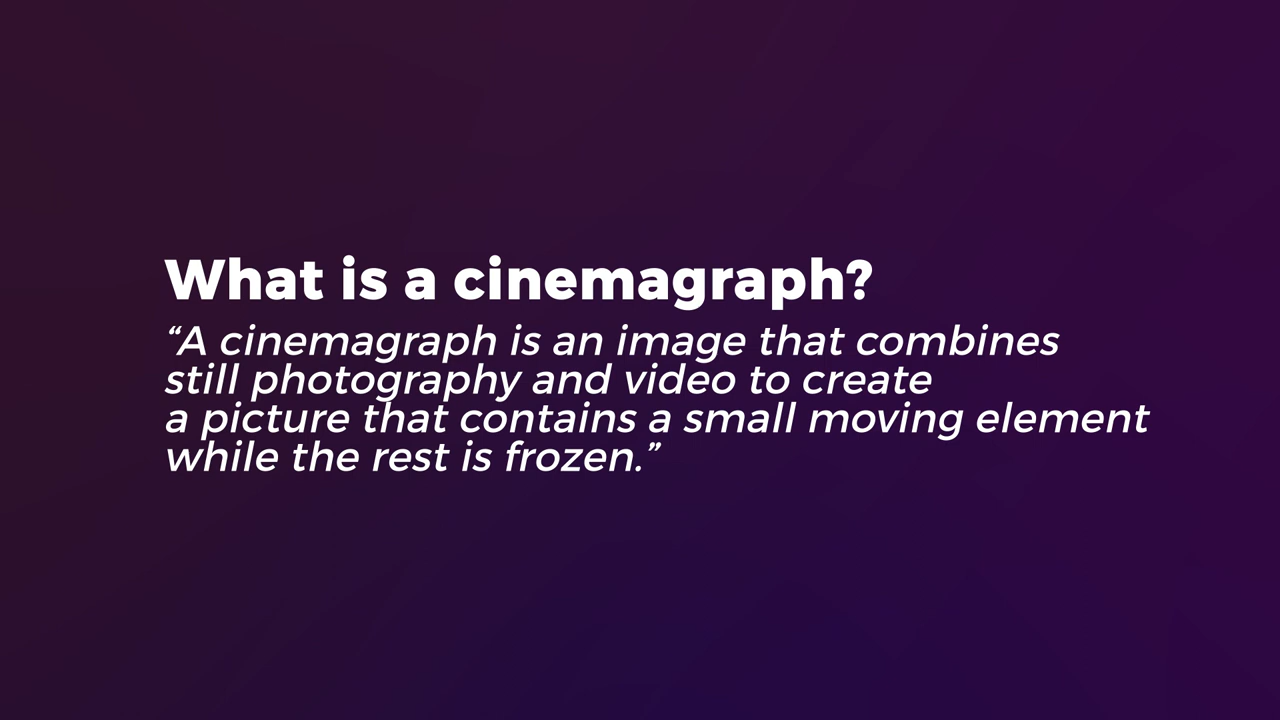 What is a cinemagraph?
“A cinemagraph is an image that combines
still photography and video to create
a picture that contains a small moving element
while the rest is frozen.”